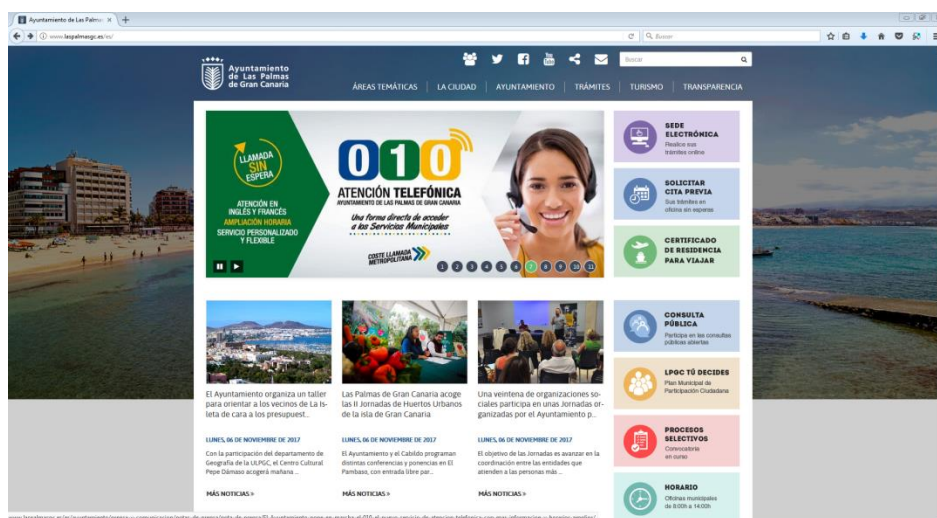 Ayuntamiento de Las Palmas
www.laspalmasgc.es/es/
Buscar
Ayuntamiento
de Las Palmas
de Gran Canaria
You
Tube
Buscar
ÁREAS TEMÁTICAS | LA CIUDAD | AYUNTAMIENTO | TRÁMITES | TURISMO | TRANSPARENCIA
LLAMADA
SIN
ESPERA
ATENCIÓN EN
INGLÉS Y FRANCÉS
AMPLIACIÓN HORARIA
SERVICIO PERSONALIZADO
Y FLEXIBLE
010
ATENCIÓN TELEFÓNICA
AYUNTAMIENTO DE LAS PALMAS DE GRAN CANARIA
Una forma directa de acceder
a los Servicios Municipales
COSTE LLAMADA
METROPOLITANA
1 2 3 4 5 6 7 8 9 10 11
SEDE
ELECTRÓNICA
Realice sus
trámites online
SOLICITAR
CITA PREVIA
Sus trámites en
oficina sin esperas
CERTIFICADO
DE RESIDENCIA
PARA VIAJAR
El Ayuntamiento organiza un taller
para orientar a los vecinos de La Is-
leta de cara a los presupuest...
LUNES, 06 DE NOVIEMBRE DE 2017
Con la participación del departamento de
Geografía de la ULPGC, el Centro Cultural
Pepe Dámaso acogerá mañana ...
MÁS NOTICIAS »
Las Palmas de Gran Canaria acoge
las II Jornadas de Huertos Urbanos
de la isla de Gran Canaria
LUNES, 06 DE NOVIEMBRE DE 2017
El Ayuntamiento y el Cabildo programan
distintas conferencias y ponencias en El
Pambaso, con entrada libre par...
MÁS NOTICIAS »
Una veintena de organizaciones so-
ciales participa en unas Jornadas or-
ganizadas por el Ayuntamiento p...
LUNES, 06 DE NOVIEMBRE DE 2017
El objetivo de las Jornadas es avanzar en la
coordinación entre las entidades que
atienden a las personas más ...
MÁS NOTICIAS »
CONSULTA
PÚBLICA
Participa en las consultas
públicas abiertas
LPGC TÚ DECIDES
Plan Municipal de
Participación Ciudadana
PROCESOS
SELECTIVOS
Convocatoria
en curso
HORARIO
Oficinas municipales
de 8:00h a 14:00h